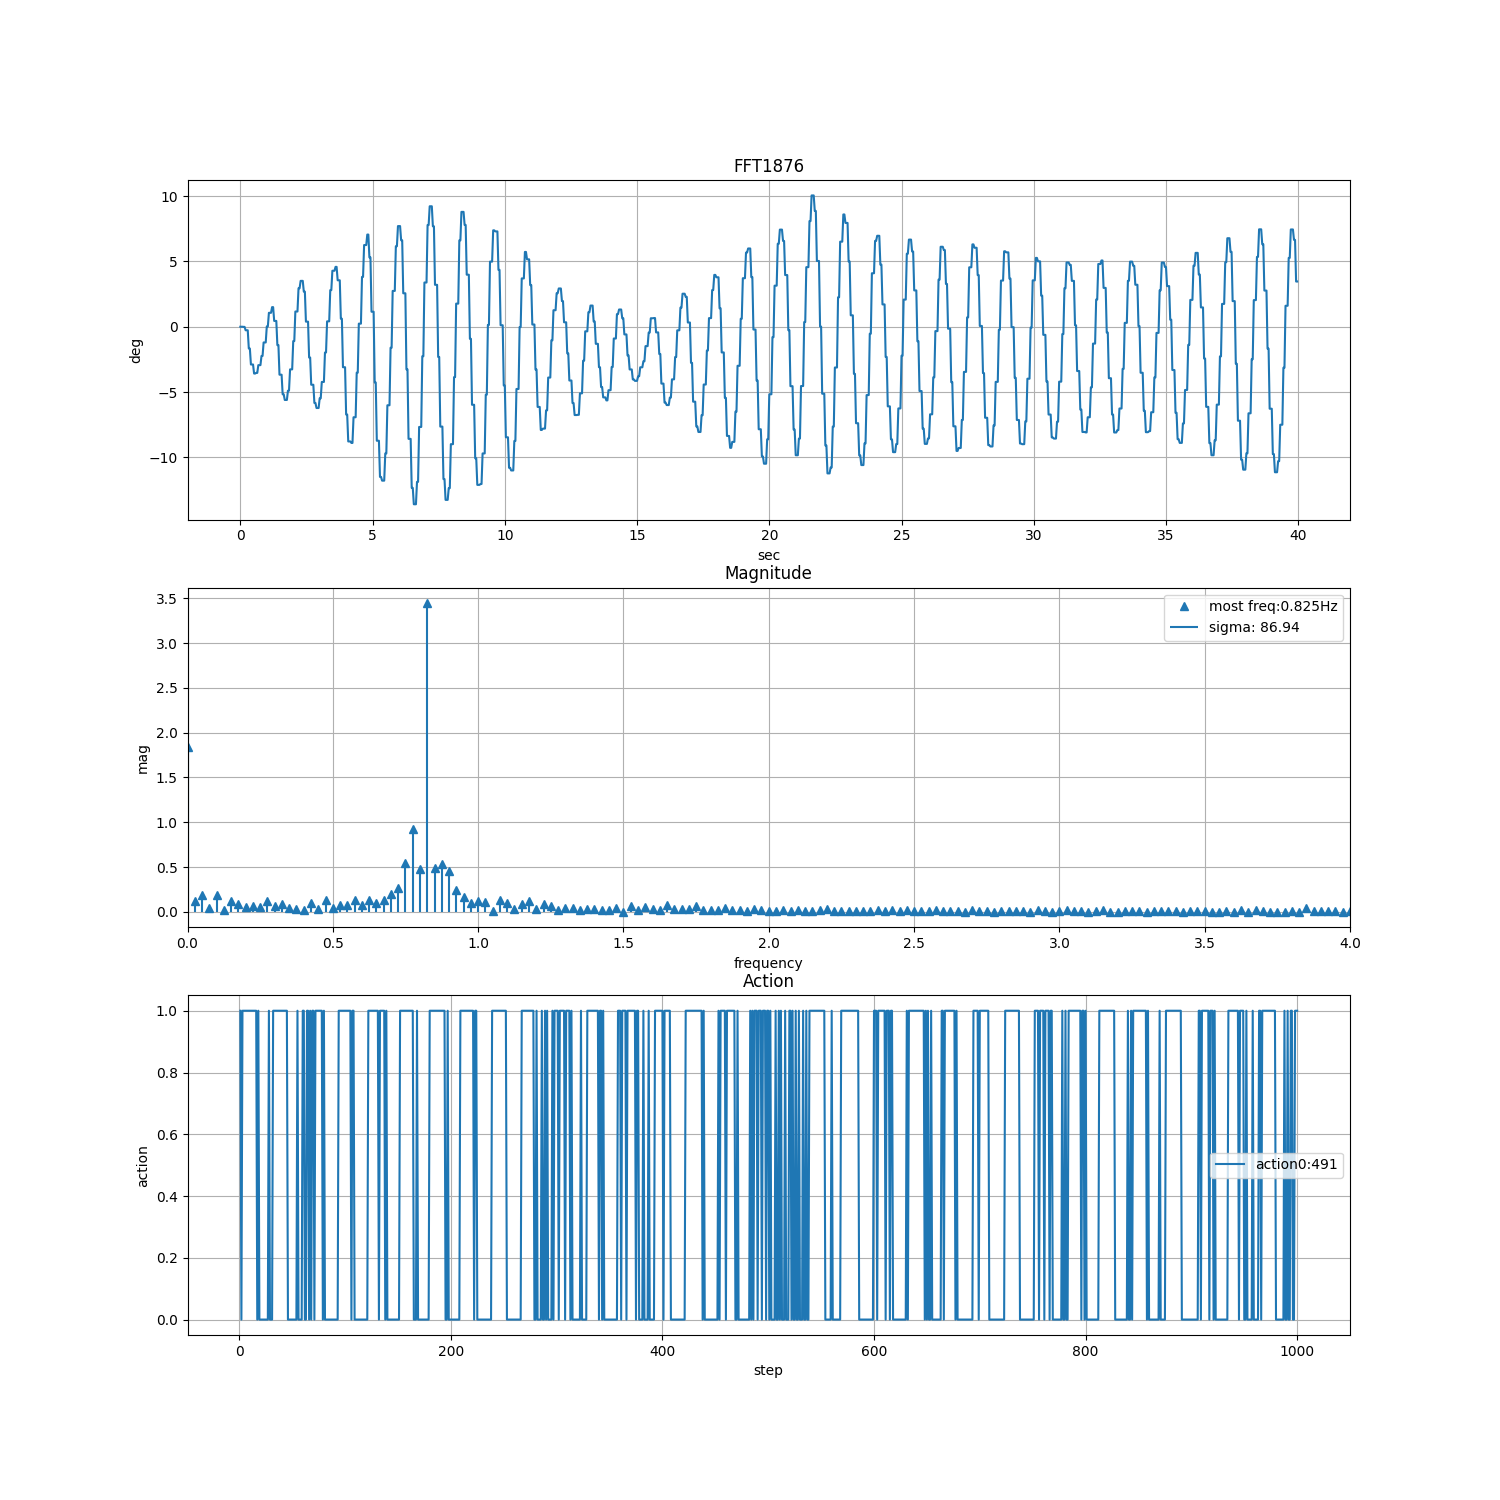 FFT1876
10
5
0
−5
−10
deg
0 5 10 15 20 25 30 35 40
sec
Magnitude
3.5
3.0
2.5
2.0
1.5
1.0
0.5
0.0
mag
most freq:0.825Hz
sigma: 86.94
0.0 0.5 1.0 1.5 2.0 2.5 3.0 3.5 4.0
frequency
Action
1.0
0.8
0.6
0.4
0.2
0.0
action
action0:491
0 200 400 600 800 1000
step